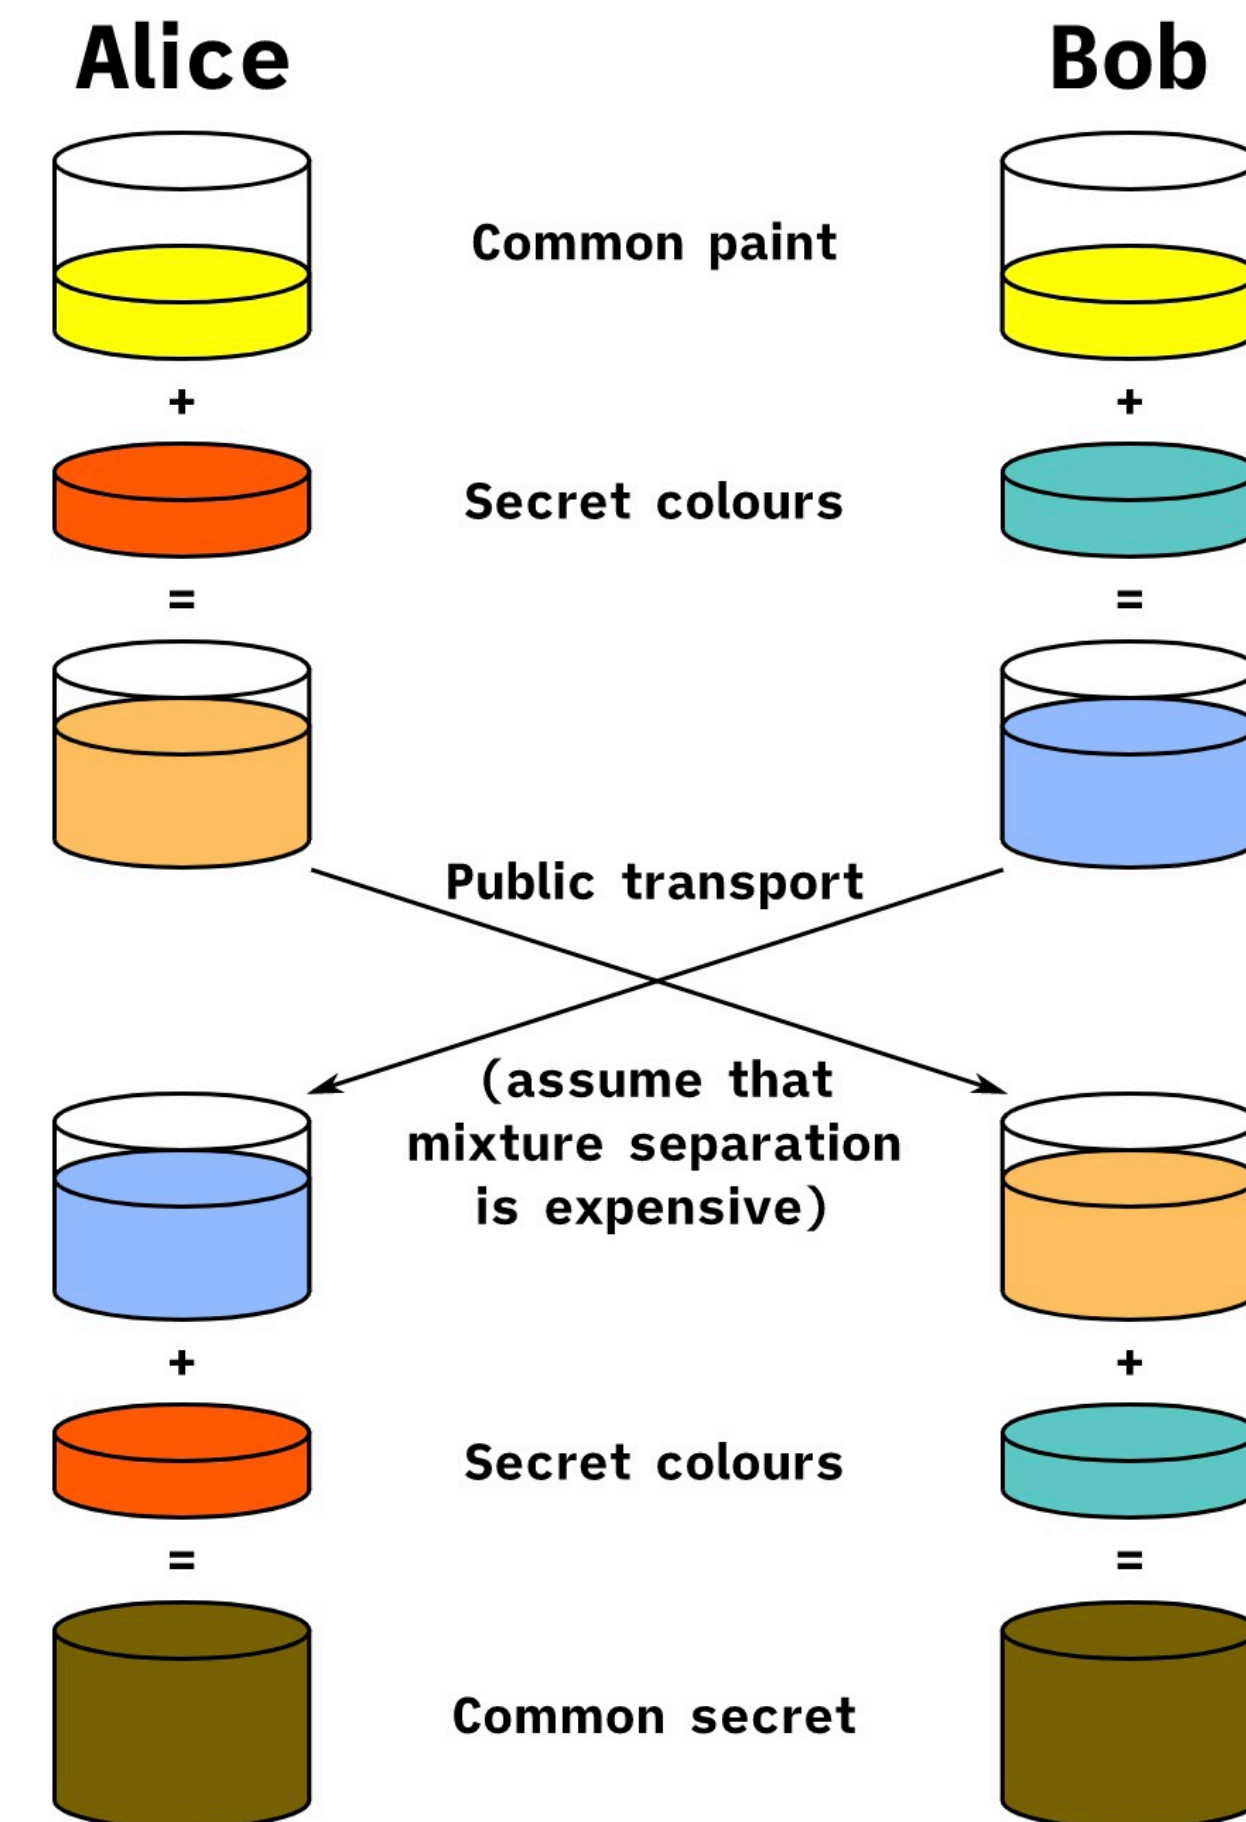 Alice
Bob
Common paint
+
+
Secret colours
=
=
Public transport
(assume that
mixture separation
is expensive)
+
+
Secret colours
=
=
Common secret